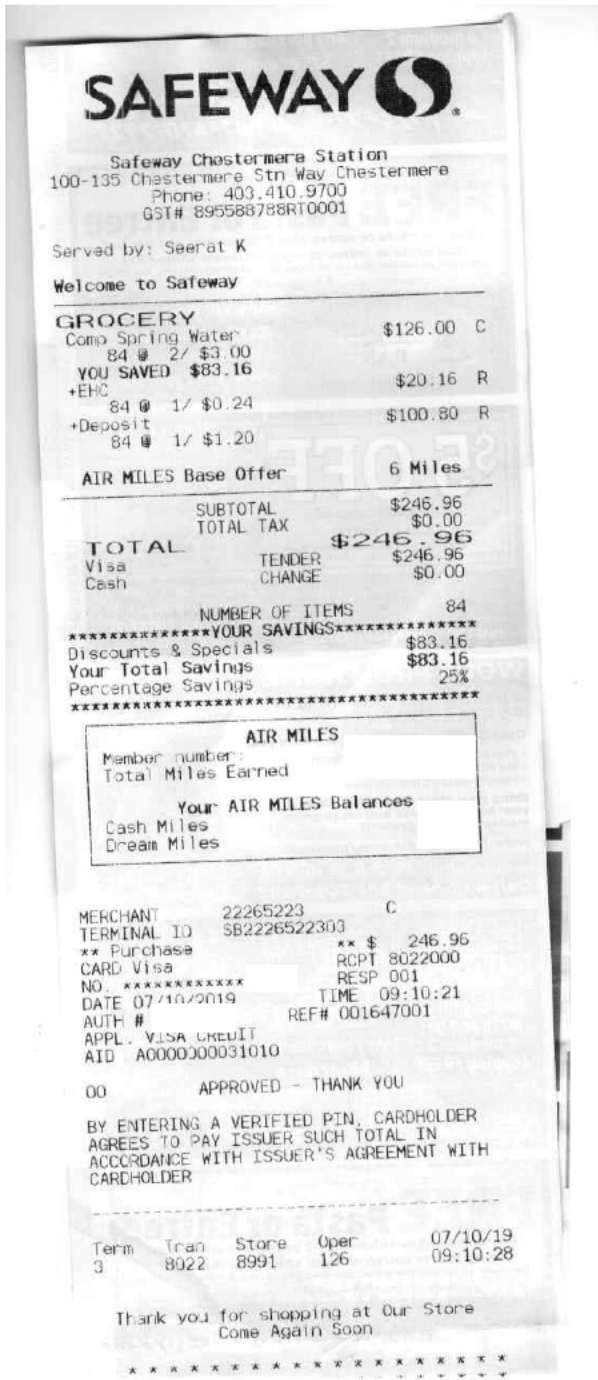 SAFEWAY
Safeway Chestermere Station
100-135 Chestermere Stn Way Chestermere
Phone: 403.410.9700
GST# 895588788RT0001
Served by: Seerat K
Welcome to Safeway
GROCERY
Comp Spring Water $126.00 C
84 @ 2/ $3.00
YOU SAVED $83.16
+EHC $20.16 R
84 @ 1/ $0.24
+Deposit $100.80 R
84 @ 1/ $1.20
AIR MILES Base Offer 6 Miles
SUBTOTAL $246.96
TOTAL TAX $0.00
TOTAL $246.96
Visa TENDER $246.96
Cash CHANGE $0.00
NUMBER OF ITEMS 84
**************YOUR SAVINGS**************
Discounts & Specials $83.16
Your Total Savings $83.16
Percentage Savings 25%
****************************************
AIR MILES
Member number:
Total Miles Earned
Your AIR MILES Balances
Cash Miles
Dream Miles
MERCHANT 22265223 C
TERMINAL ID SB2226522303
** Purchase ** $ 246.96
CARD Visa RCPT 8022000
NO. ************ RESP 001
DATE 07/10/2019 TIME 09:10:21
AUTH # REF# 001647001
APPL. VISA CREDIT
AID A0000000031010
00 APPROVED - THANK YOU
BY ENTERING A VERIFIED PIN, CARDHOLDER
AGREES TO PAY ISSUER SUCH TOTAL IN
ACCORDANCE WITH ISSUER'S AGREEMENT WITH
CARDHOLDER
Term Tran Store Oper 07/10/19
3 8022 8991 126 09:10:28
Thank you for shopping at Our Store
Come Again Soon
* * * * * * * * * * * * * * * * * *